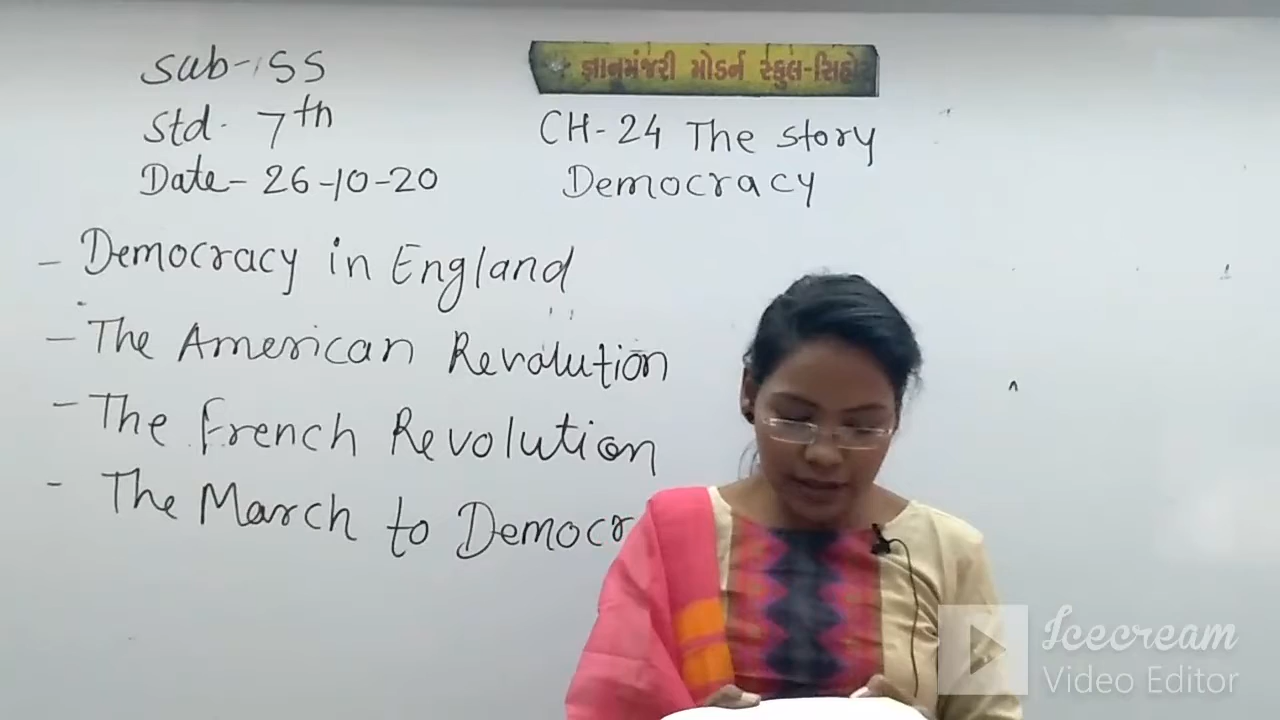 Sub- SS
Std. 7th
Date- 26-10-20
જ્ઞાનમંજરી મોડર્ન સ્કુલ-સિહો
CH- 24 The story
Democracy
- Democracy in England
- The American Revolution
- The French Revolution
- The March to Democr
Icecream
Video Editor